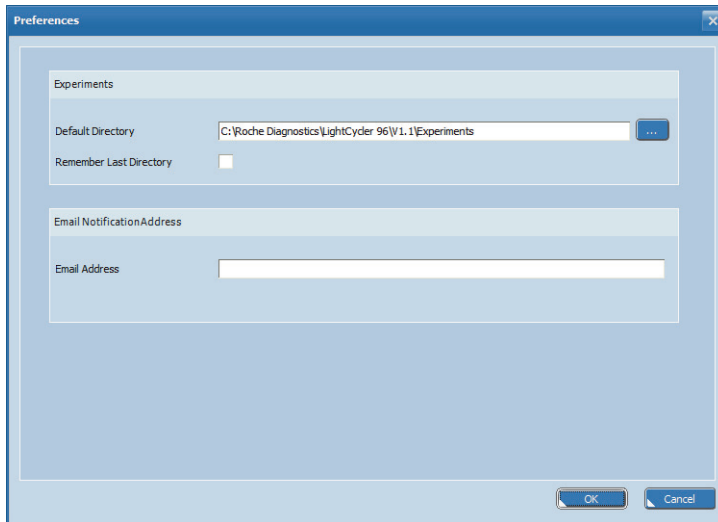 Preferences
Experiments
Default Directory C:\Roche Diagnostics\LightCycler 96\V1.1\Experiments ...
Remember Last Directory
Email NotificationAddress
Email Address
OK Cancel